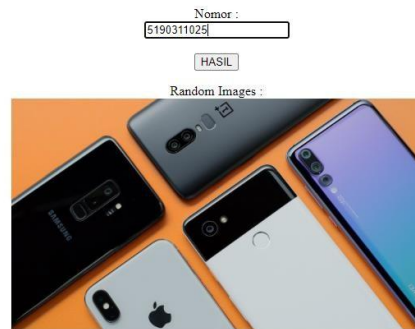 Nomor :
5190311025
HASIL
Random Images :
SAMSUNG